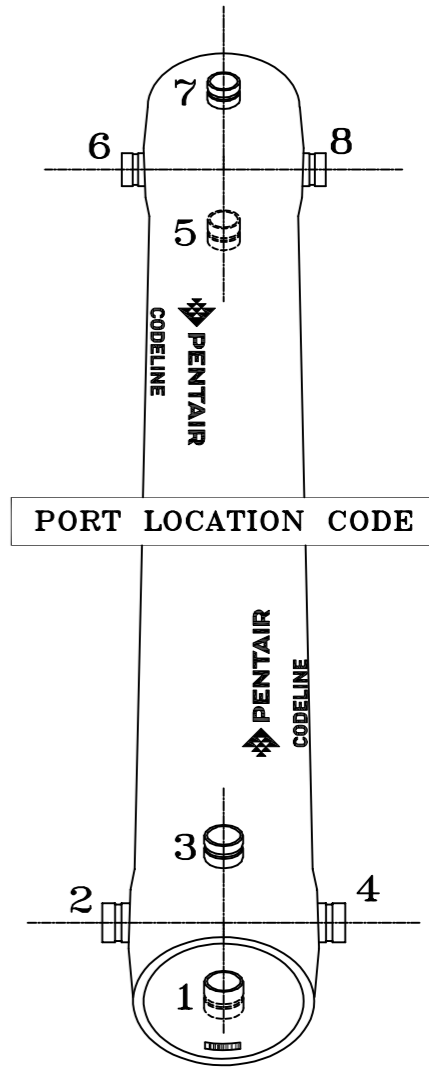 7
6
8
5
CODELINE
PENTAIR
PORT LOCATION CODE
PENTAIR
CODELINE
3
2
4
1